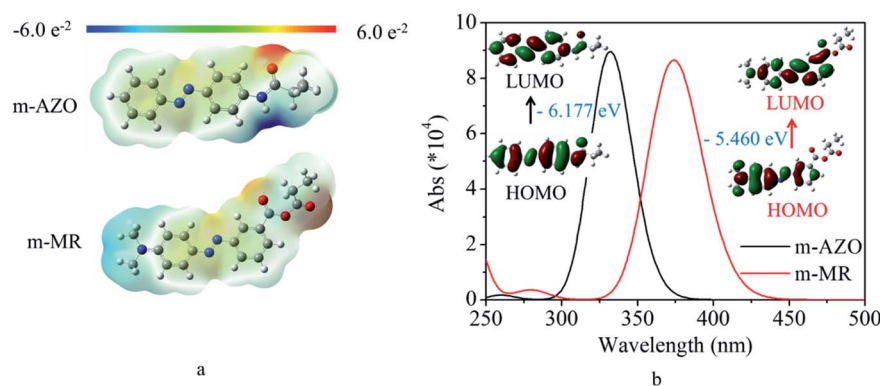 -6.0 e⁻²
6.0 e⁻²
m-AZO
m-MR
a
Abs (*10⁴)
10
8
6
4
2
0
LUMO
- 6.177 eV
HOMO
LUMO
- 5.460 eV
HOMO
m-AZO
m-MR
250 300 350 400 450 500
Wavelength (nm)
b